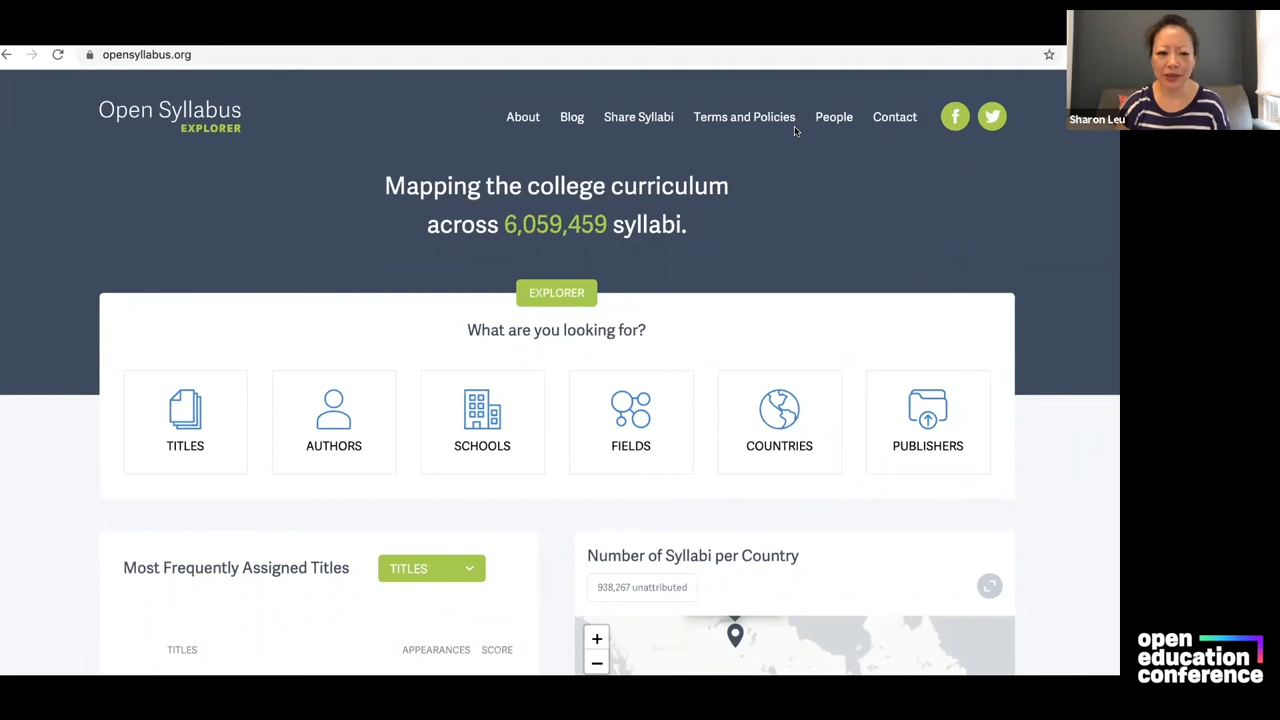 opensyllabus.org
Sharon Leu
Open Syllabus
EXPLORER
About Blog Share Syllabi Terms and Policies People Contact
Mapping the college curriculum
across 6,059,459 syllabi.
EXPLORER
What are you looking for?
TITLES AUTHORS SCHOOLS FIELDS COUNTRIES PUBLISHERS
Most Frequently Assigned Titles TITLES
TITLES APPEARANCES SCORE
Number of Syllabi per Country
938,267 unattributed
+
−
open
education
conference